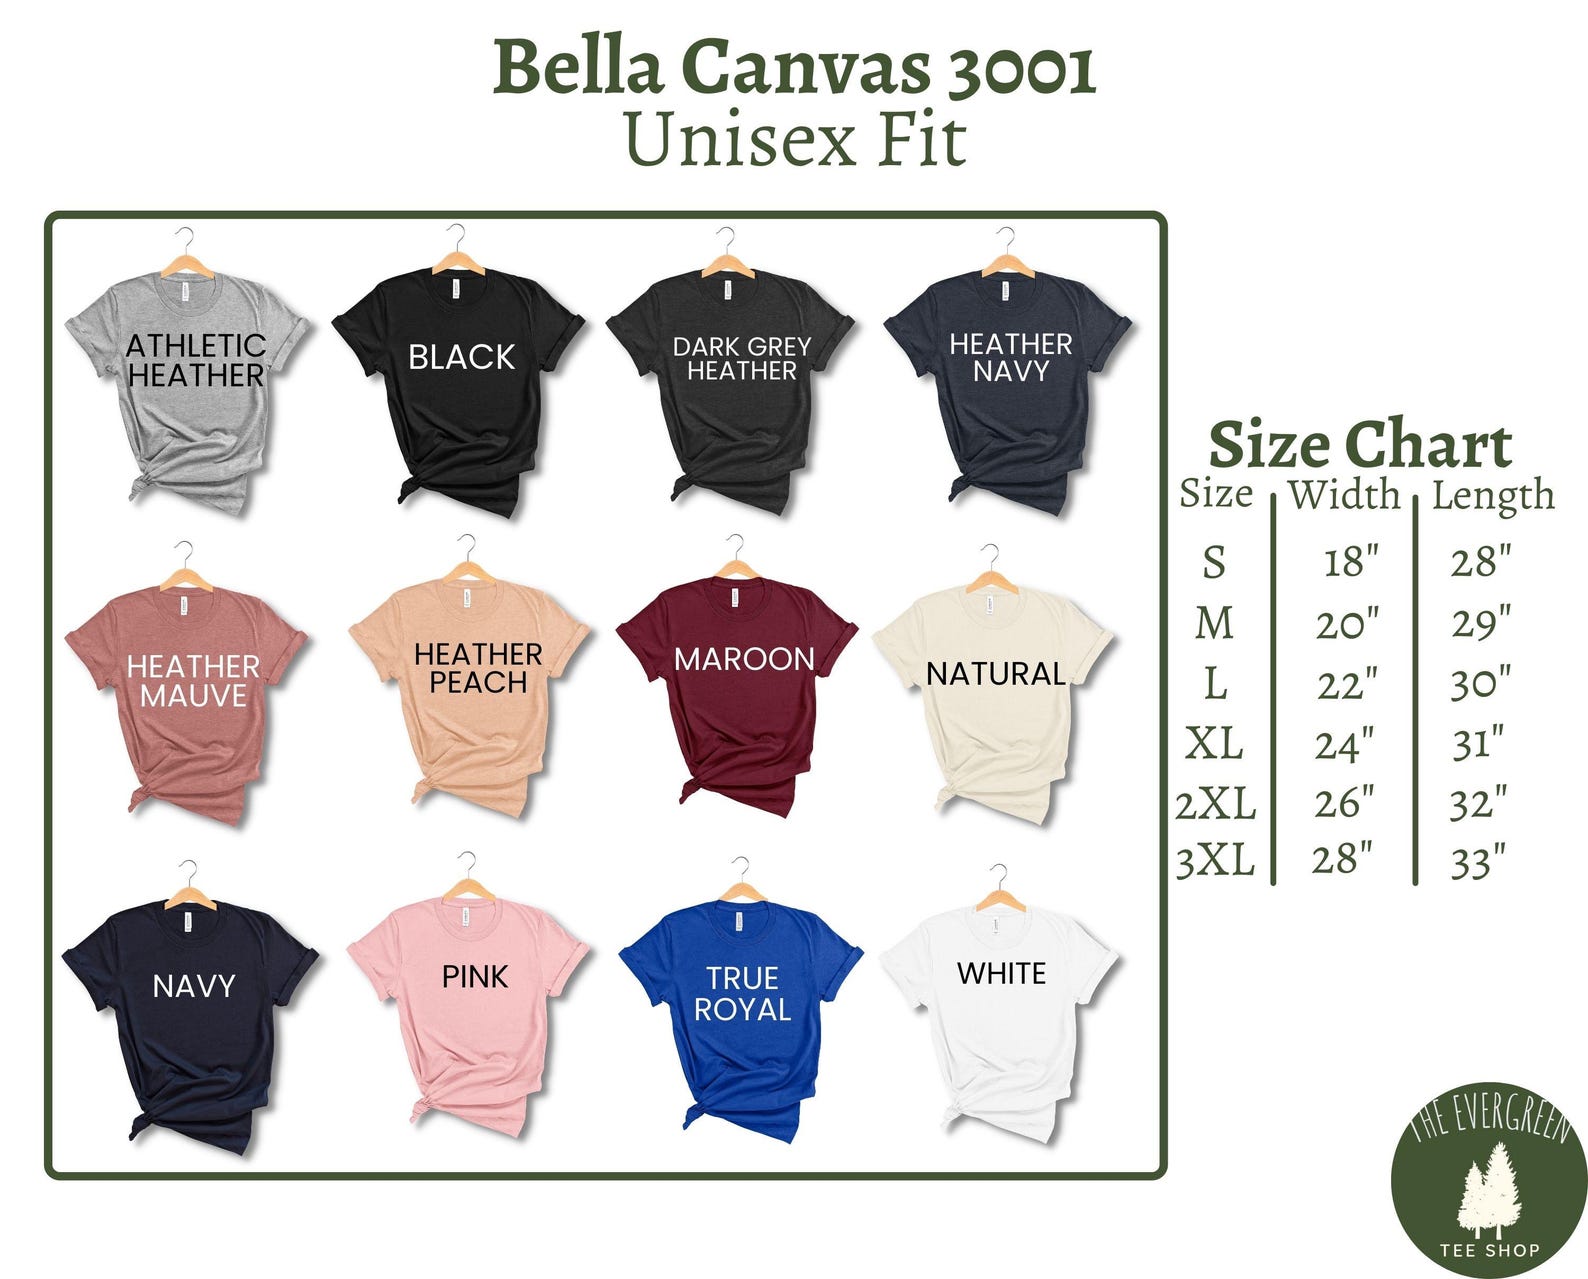 Bella Canvas 3001
Unisex Fit
ATHLETIC
HEATHER
BLACK
DARK GREY
HEATHER
HEATHER
NAVY
HEATHER
MAUVE
HEATHER
PEACH
MAROON
NATURAL
NAVY
PINK
TRUE
ROYAL
WHITE
Size Chart
Size Width Length
S 18" 28"
M 20" 29"
L 22" 30"
XL 24" 31"
2XL 26" 32"
3XL 28" 33"
THE EVERGREEN
TEE SHOP